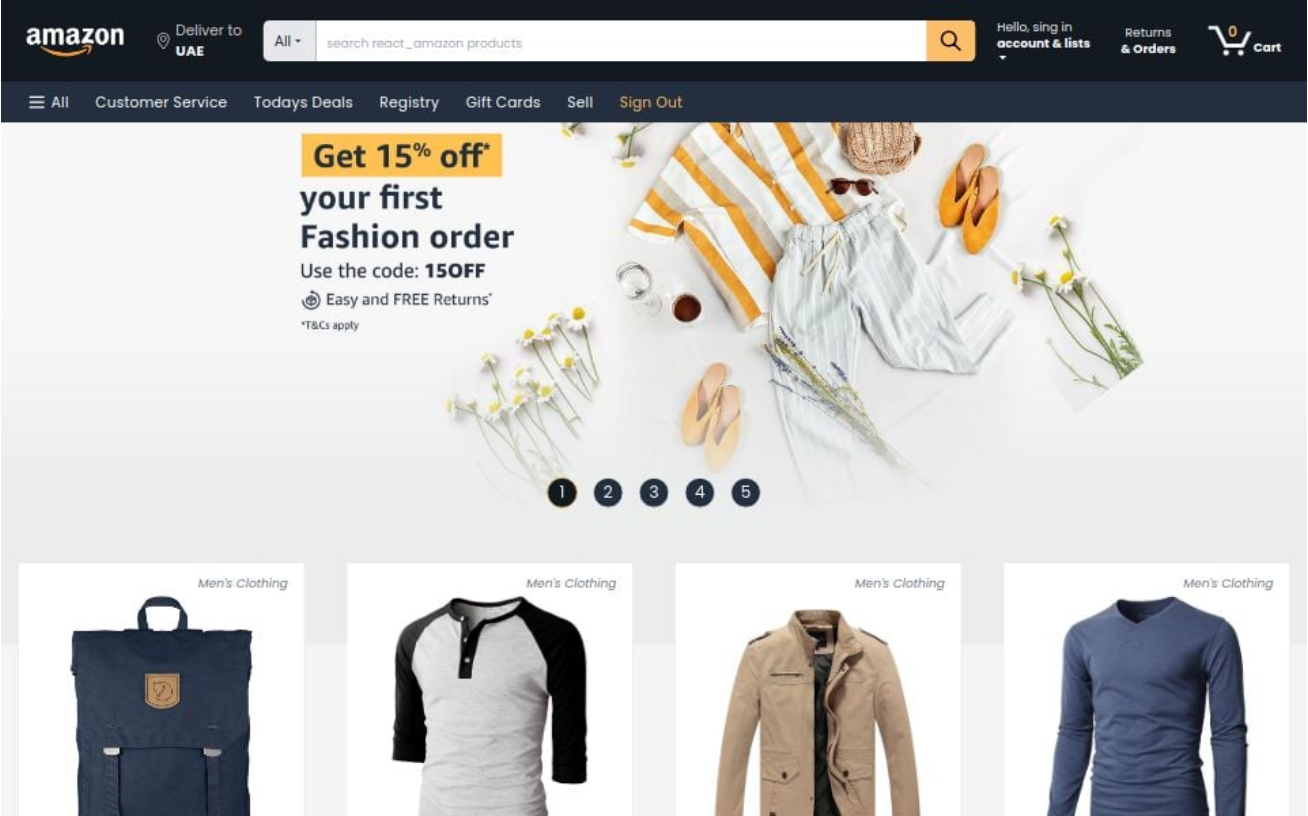 amazon
Deliver to
UAE
All
search react_amazon products
Hello, sing in
account & lists
Returns
& Orders
0
Cart
All
Customer Service
Todays Deals
Registry
Gift Cards
Sell
Sign Out
Get 15% off*
your first
Fashion order
Use the code: 15OFF
Easy and FREE Returns*
*T&Cs apply
1
2
3
4
5
Men's Clothing
Men's Clothing
Men's Clothing
Men's Clothing